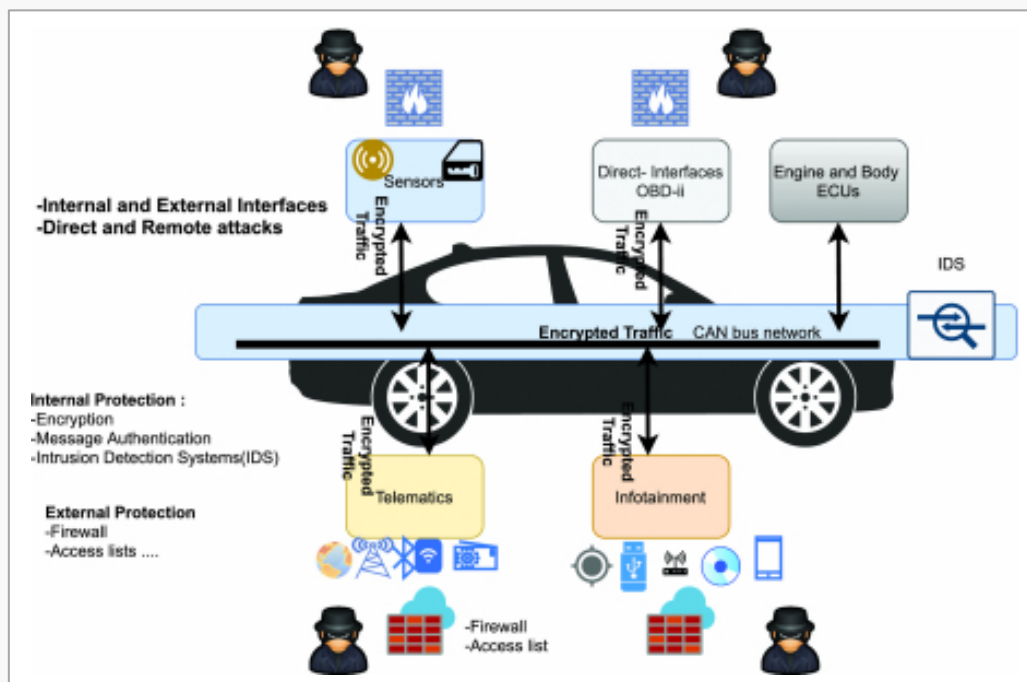 Sensors
Direct- Interfaces
OBD-ii
Engine and Body
ECUs
-Internal and External Interfaces
-Direct and Remote attacks
Encrypted
Traffic
Encrypted
Traffic
IDS
Encrypted Traffic
CAN bus network
Internal Protection :
-Encryption
-Message Authentication
-Intrusion Detection Systems(IDS)
Encrypted
Traffic
Encrypted
Traffic
Telematics
Infotainment
External Protection
-Firewall
-Access lists ....
-Firewall
-Access list